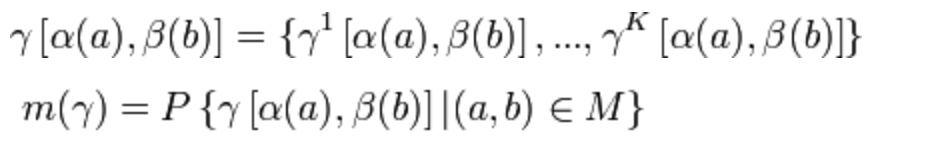 γ [α(a), β(b)] = {γ¹ [α(a), β(b)] , ..., γᴷ [α(a), β(b)]}
m(γ) = P {γ [α(a), β(b)] |(a, b) ∈ M}